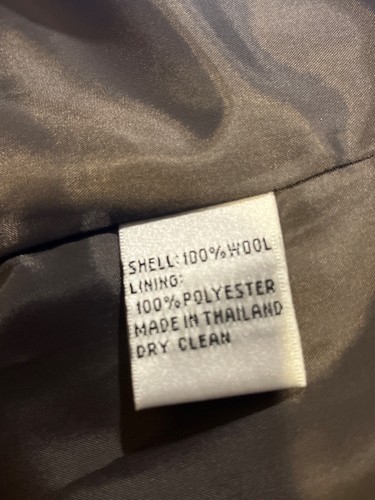 SHELL:100%WOOL
LINING:
100%POLYESTER
MADE IN THAILAND
DRY CLEAN